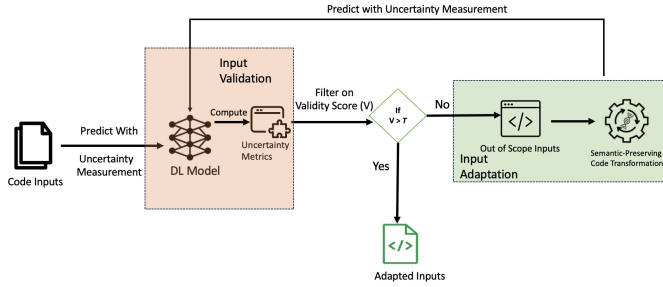 Predict with Uncertainty Measurement
Input
Validation
Compute
Uncertainty
Metrics
DL Model
Predict With
Uncertainty
Measurement
Code Inputs
Filter on
Validity Score (V)
If
V > T
No
Yes
</>
Out of Scope Inputs
Semantic-Preserving
Code Transformation
Input
Adaptation
</>
Adapted Inputs